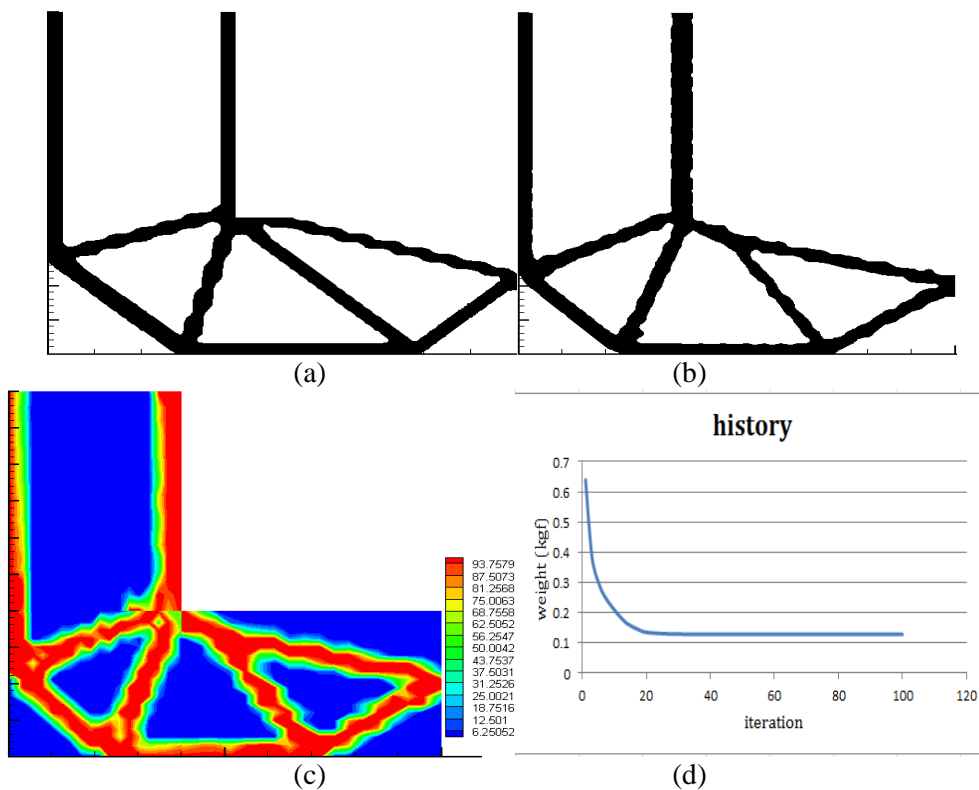 (a)
(b)
93.7579
87.5073
81.2568
75.0063
68.7558
62.5052
56.2547
50.0042
43.7537
37.5031
31.2526
25.0021
18.7516
12.501
6.25052
(c)
history
0.7
0.6
0.5
0.4
0.3
0.2
0.1
0
weight (kgf)
0 20 40 60 80 100 120
iteration
(d)